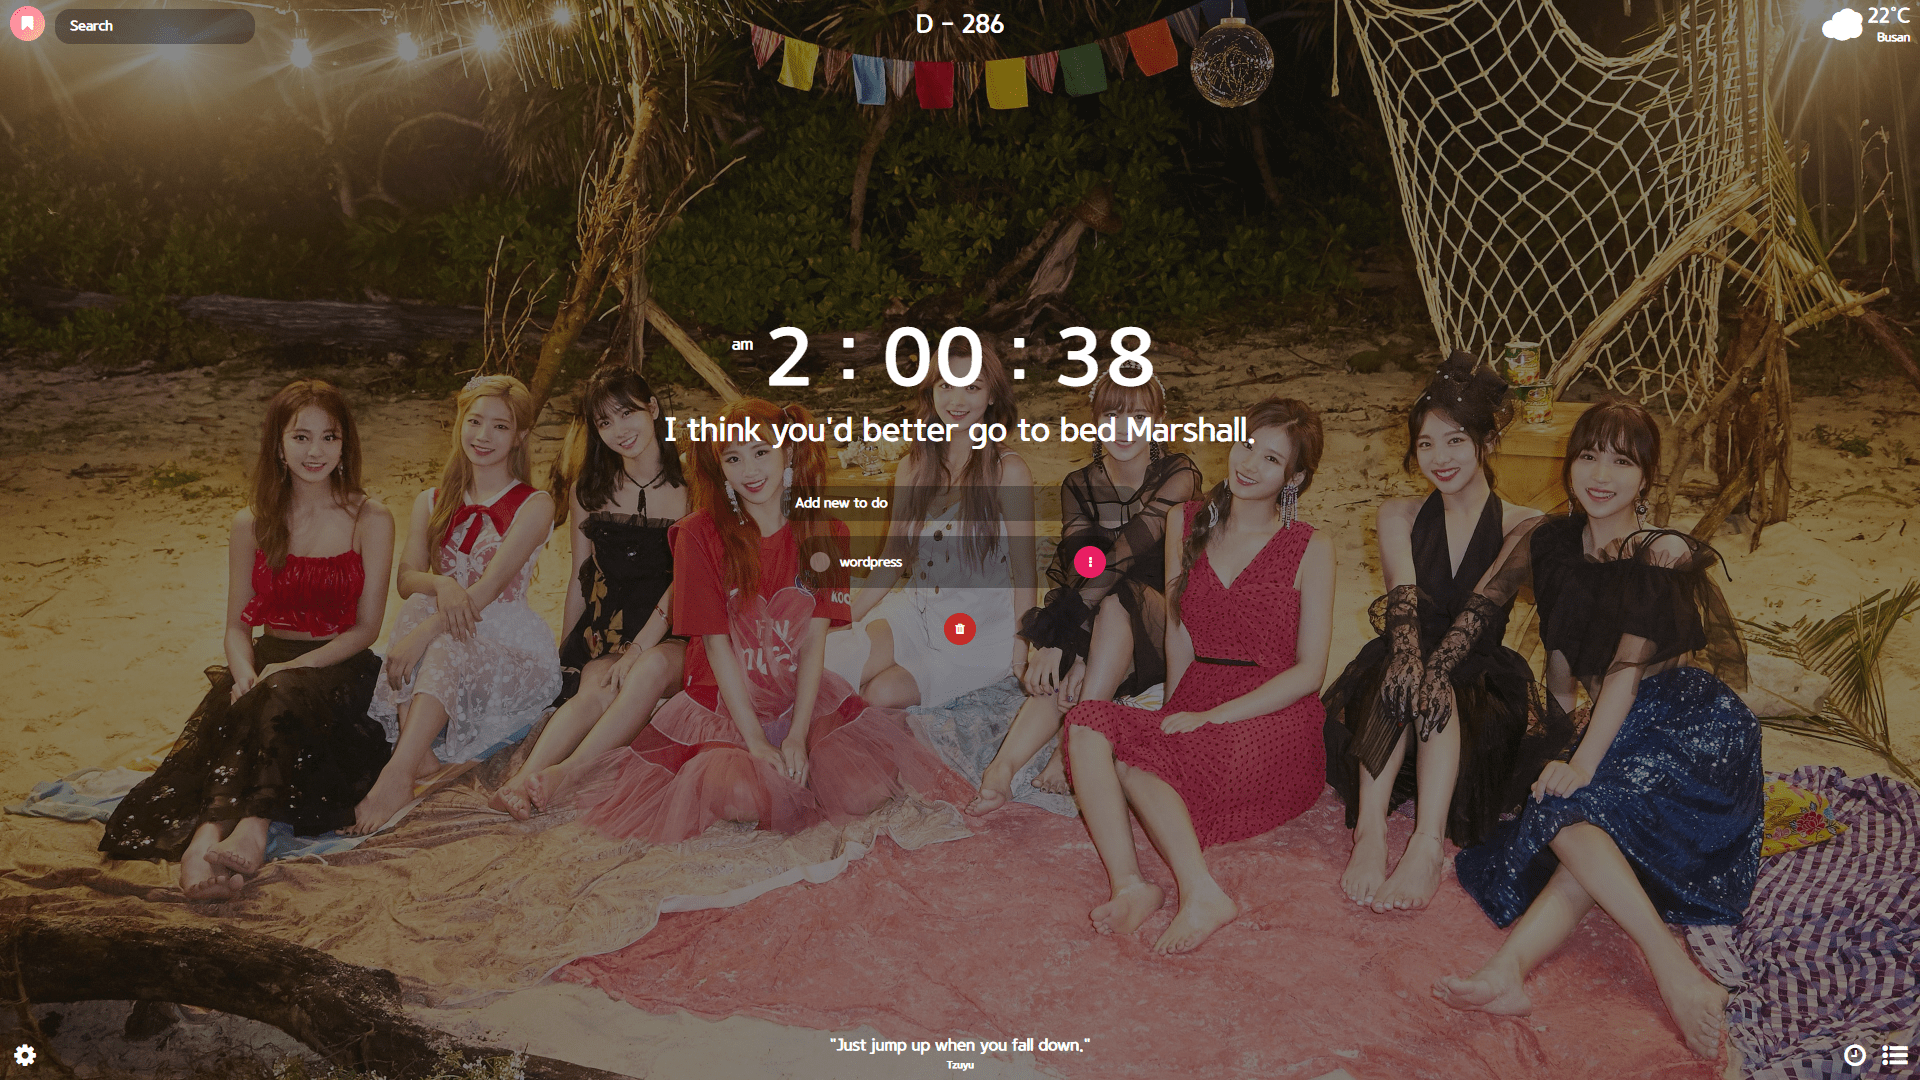 Search
D - 286
22°C
Busan
am 2 : 00 : 38
I think you'd better go to bed Marshall.
Add new to do
wordpress
"Just jump up when you fall down."
Tzuyu